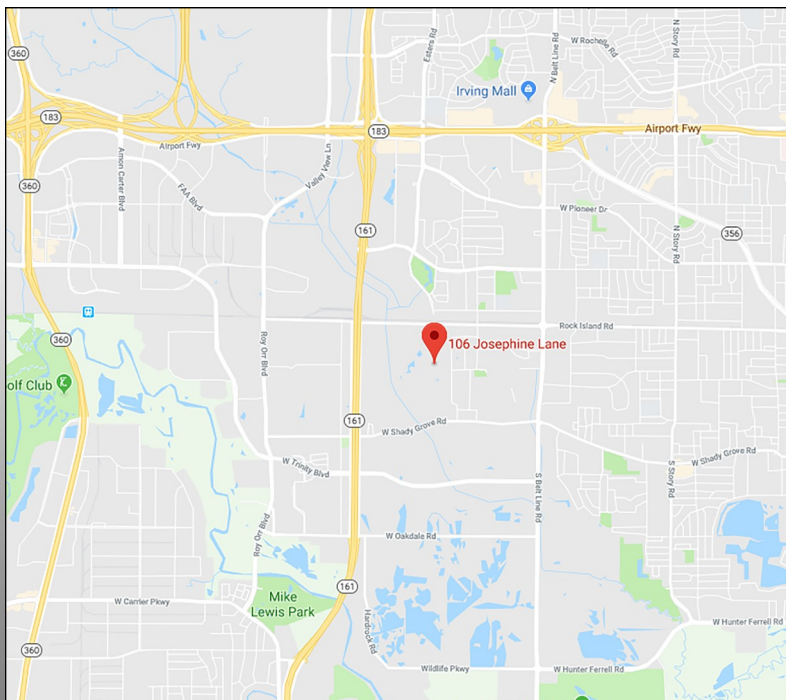 360
N Story Rd
N Belt Line Rd
W Rochelle Rd
Esters Rd
Irving Mall
183
183
Airport Fwy
Airport Fwy
Amon Carter Blvd
Valley View Ln
FAA Blvd
360
W Pioneer Dr
161
N Story Rd
356
Rock Island Rd
360
Roy Orr Blvd
106 Josephine Lane
olf Club
161
W Shady Grove Rd
W Trinity Blvd
W Shady Grove Rd
S Story Rd
S Belt Line Rd
Roy Orr Blvd
W Oakdale Rd
161
Mike
Lewis Park
W Carrier Pkwy
Hardrock Rd
W Hunter Ferrell Rd
360
Wildlife Pkwy
W Hunter Ferrell Rd